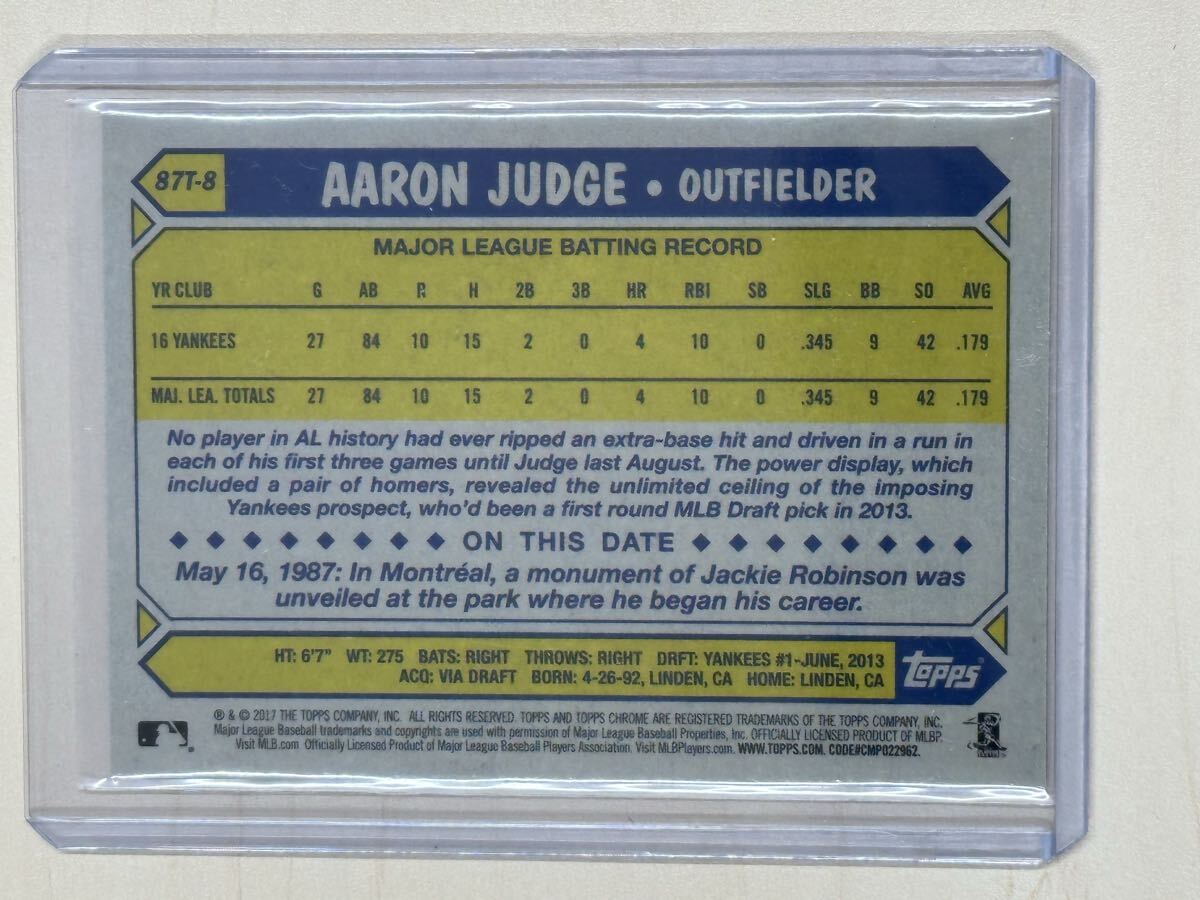 87T-8
AARON JUDGE • OUTFIELDER
MAJOR LEAGUE BATTING RECORD
YR CLUB G AB R H 2B 3B HR RBI SB SLG BB SO AVG
16 YANKEES 27 84 10 15 2 0 4 10 0 .345 9 42 .179
MAJ. LEA. TOTALS 27 84 10 15 2 0 4 10 0 .345 9 42 .179
No player in AL history had ever ripped an extra-base hit and driven in a run in
each of his first three games until Judge last August. The power display, which
included a pair of homers, revealed the unlimited ceiling of the imposing
Yankees prospect, who'd been a first round MLB Draft pick in 2013.
ON THIS DATE
May 16, 1987: In Montréal, a monument of Jackie Robinson was
unveiled at the park where he began his career.
HT: 6'7" WT: 275 BATS: RIGHT THROWS: RIGHT DRFT: YANKEES #1-JUNE, 2013
ACQ: VIA DRAFT BORN: 4-26-92, LINDEN, CA HOME: LINDEN, CA
Topps
® & © 2017 THE TOPPS COMPANY, INC. ALL RIGHTS RESERVED. TOPPS AND TOPPS CHROME ARE REGISTERED TRADEMARKS OF THE TOPPS COMPANY, INC.
Major League Baseball trademarks and copyrights are used with permission of Major League Baseball Properties, Inc. OFFICIALLY LICENSED PRODUCT OF MLBP.
Visit MLB.com Officially Licensed Product of Major League Baseball Players Association. Visit MLBPlayers.com. WWW.TOPPS.COM. CODE#CMP022962.